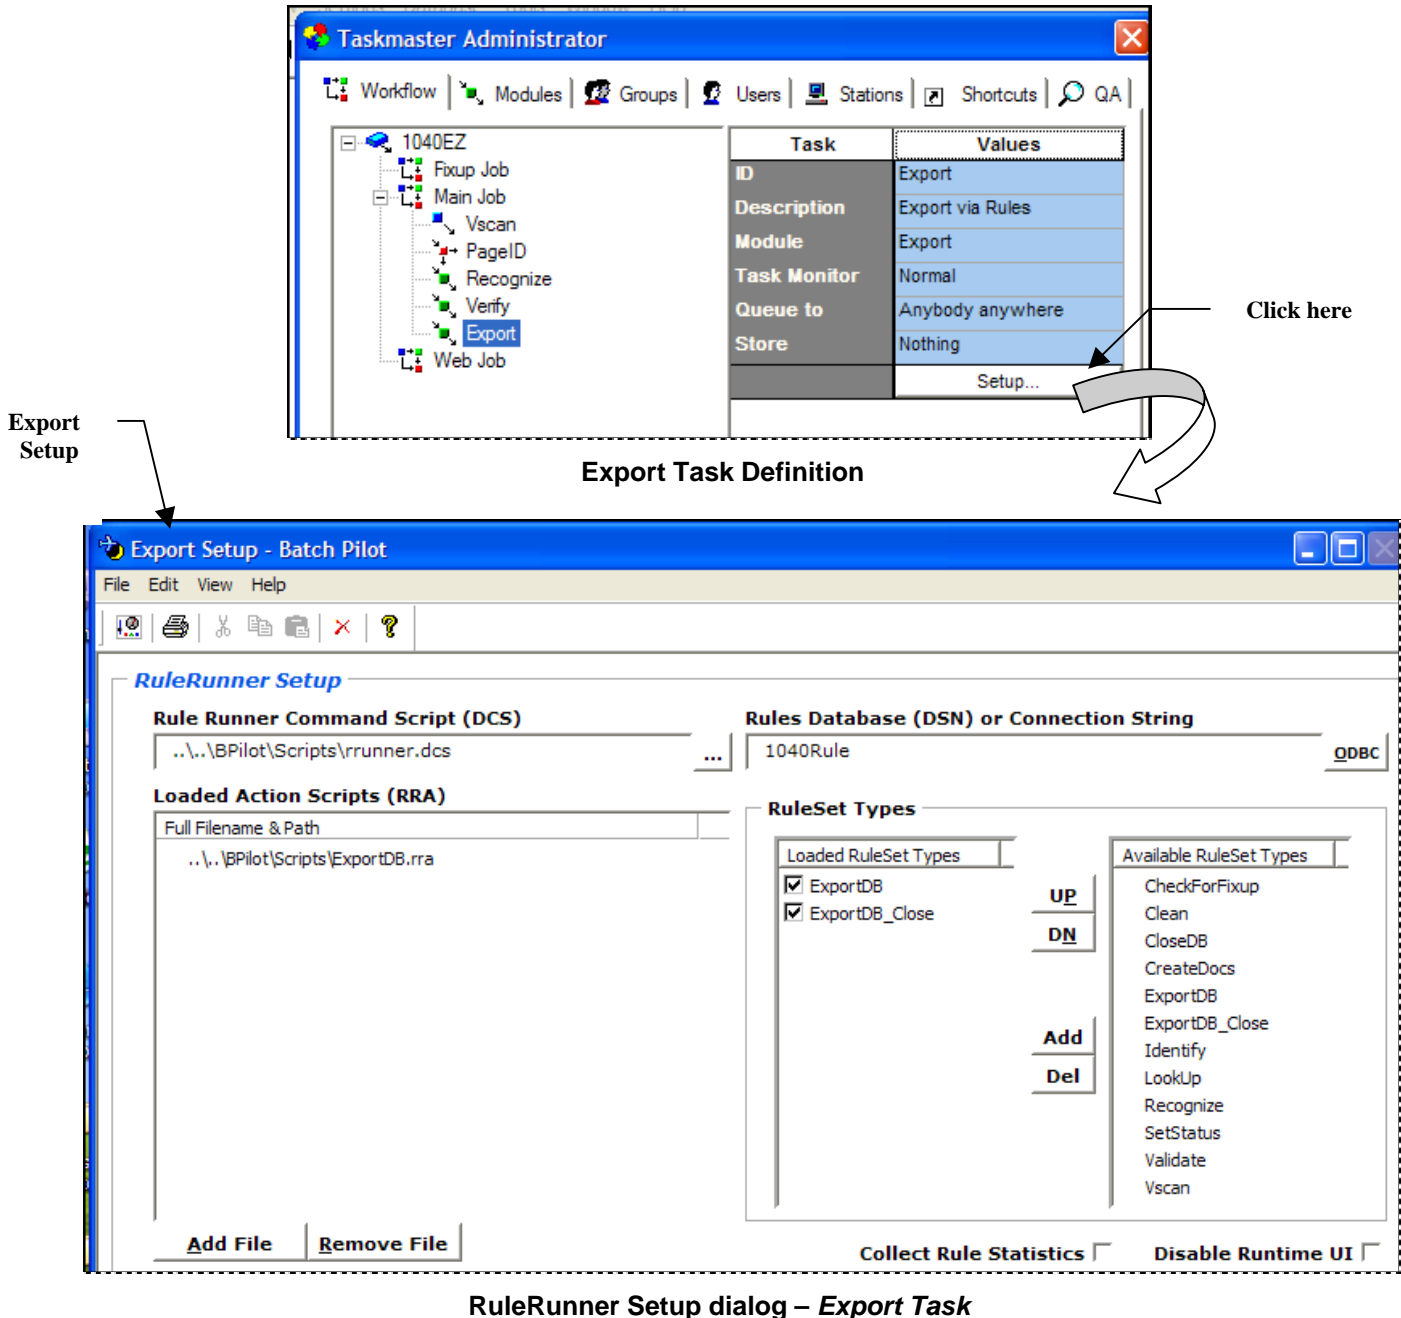 Taskmaster Administrator
Workflow Modules Groups Users Stations Shortcuts QA
1040EZ
Fixup Job
Main Job
Vscan
PageID
Recognize
Verify
Export
Web Job
Task Values
ID Export
Description Export via Rules
Module Export
Task Monitor Normal
Queue to Anybody anywhere
Store Nothing
Setup...
Click here
Export
Setup
Export Task Definition
Export Setup - Batch Pilot
File Edit View Help
RuleRunner Setup
Rule Runner Command Script (DCS)
..\..\BPilot\Scripts\rrunner.dcs ...
Rules Database (DSN) or Connection String
1040Rule ODBC
Loaded Action Scripts (RRA)
Full Filename & Path
..\..\BPilot\Scripts\ExportDB.rra
Add File Remove File
RuleSet Types
Loaded RuleSet Types
ExportDB
ExportDB_Close
UP
DN
Add
Del
Available RuleSet Types
CheckForFixup
Clean
CloseDB
CreateDocs
ExportDB
ExportDB_Close
Identify
LookUp
Recognize
SetStatus
Validate
Vscan
Collect Rule Statistics Disable Runtime UI
RuleRunner Setup dialog – Export Task